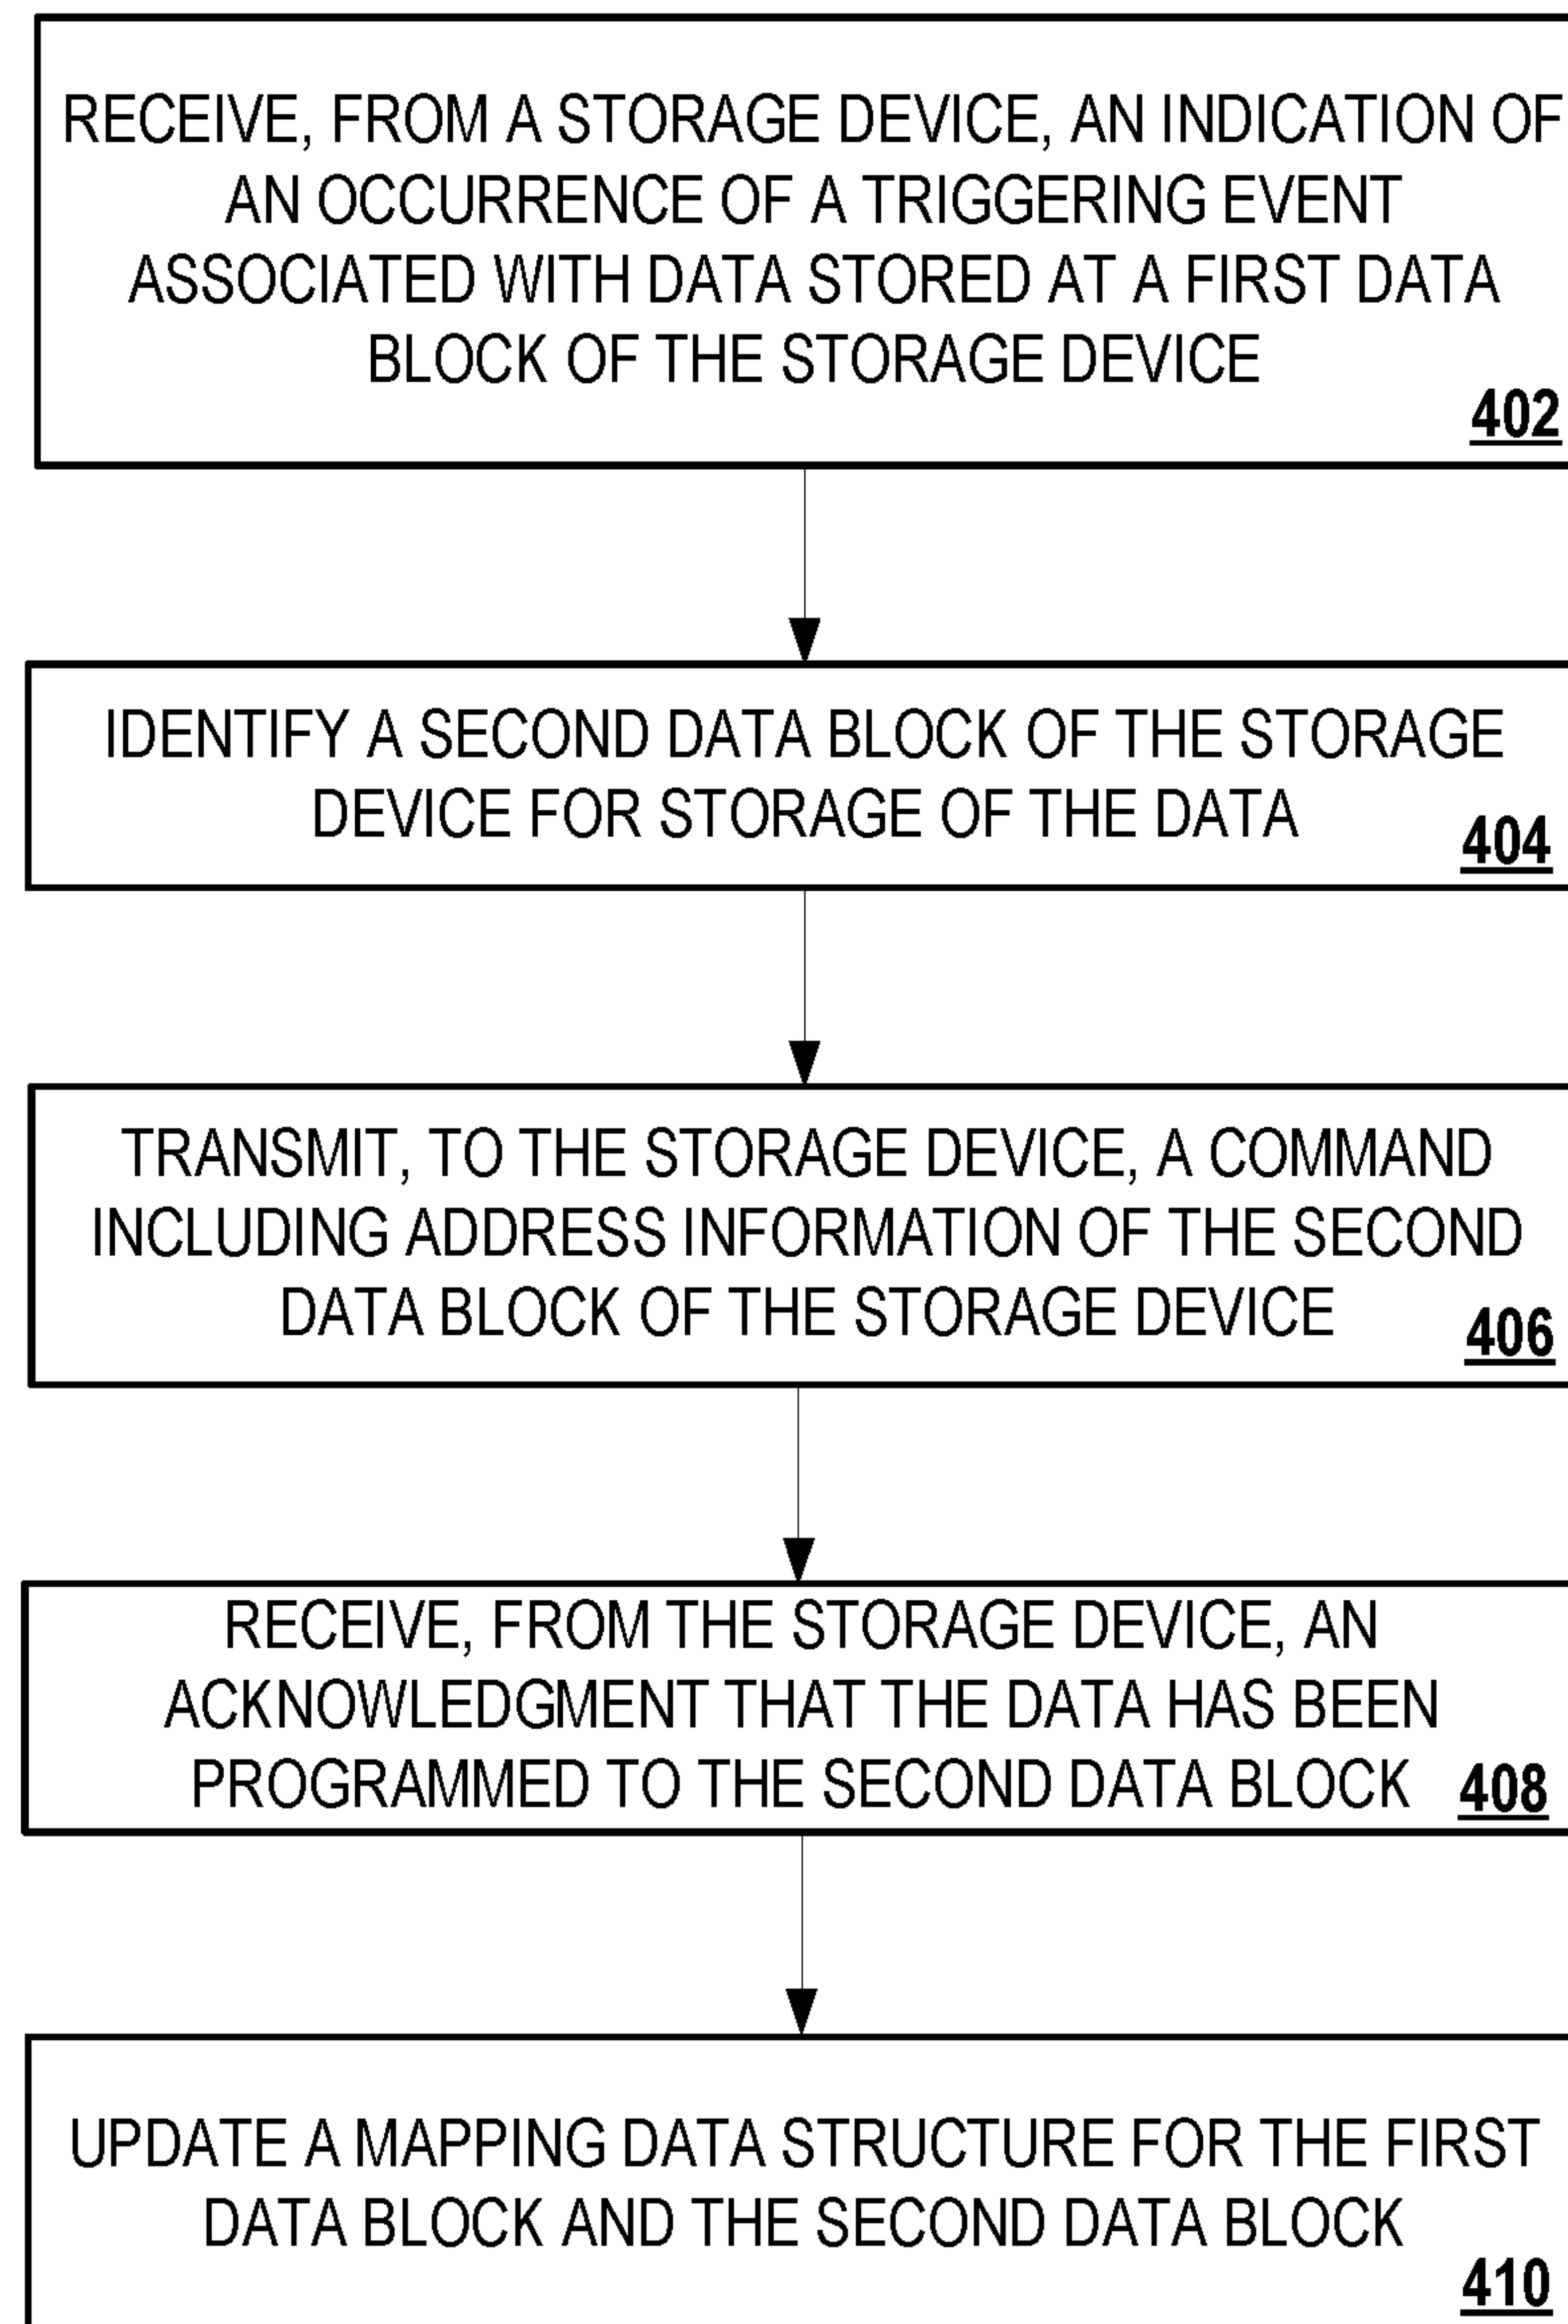 RECEIVE, FROM A STORAGE DEVICE, AN INDICATION OF
AN OCCURRENCE OF A TRIGGERING EVENT
ASSOCIATED WITH DATA STORED AT A FIRST DATA
BLOCK OF THE STORAGE DEVICE
402
IDENTIFY A SECOND DATA BLOCK OF THE STORAGE
DEVICE FOR STORAGE OF THE DATA
404
TRANSMIT, TO THE STORAGE DEVICE, A COMMAND
INCLUDING ADDRESS INFORMATION OF THE SECOND
DATA BLOCK OF THE STORAGE DEVICE
406
RECEIVE, FROM THE STORAGE DEVICE, AN
ACKNOWLEDGMENT THAT THE DATA HAS BEEN
PROGRAMMED TO THE SECOND DATA BLOCK
408
UPDATE A MAPPING DATA STRUCTURE FOR THE FIRST
DATA BLOCK AND THE SECOND DATA BLOCK
410